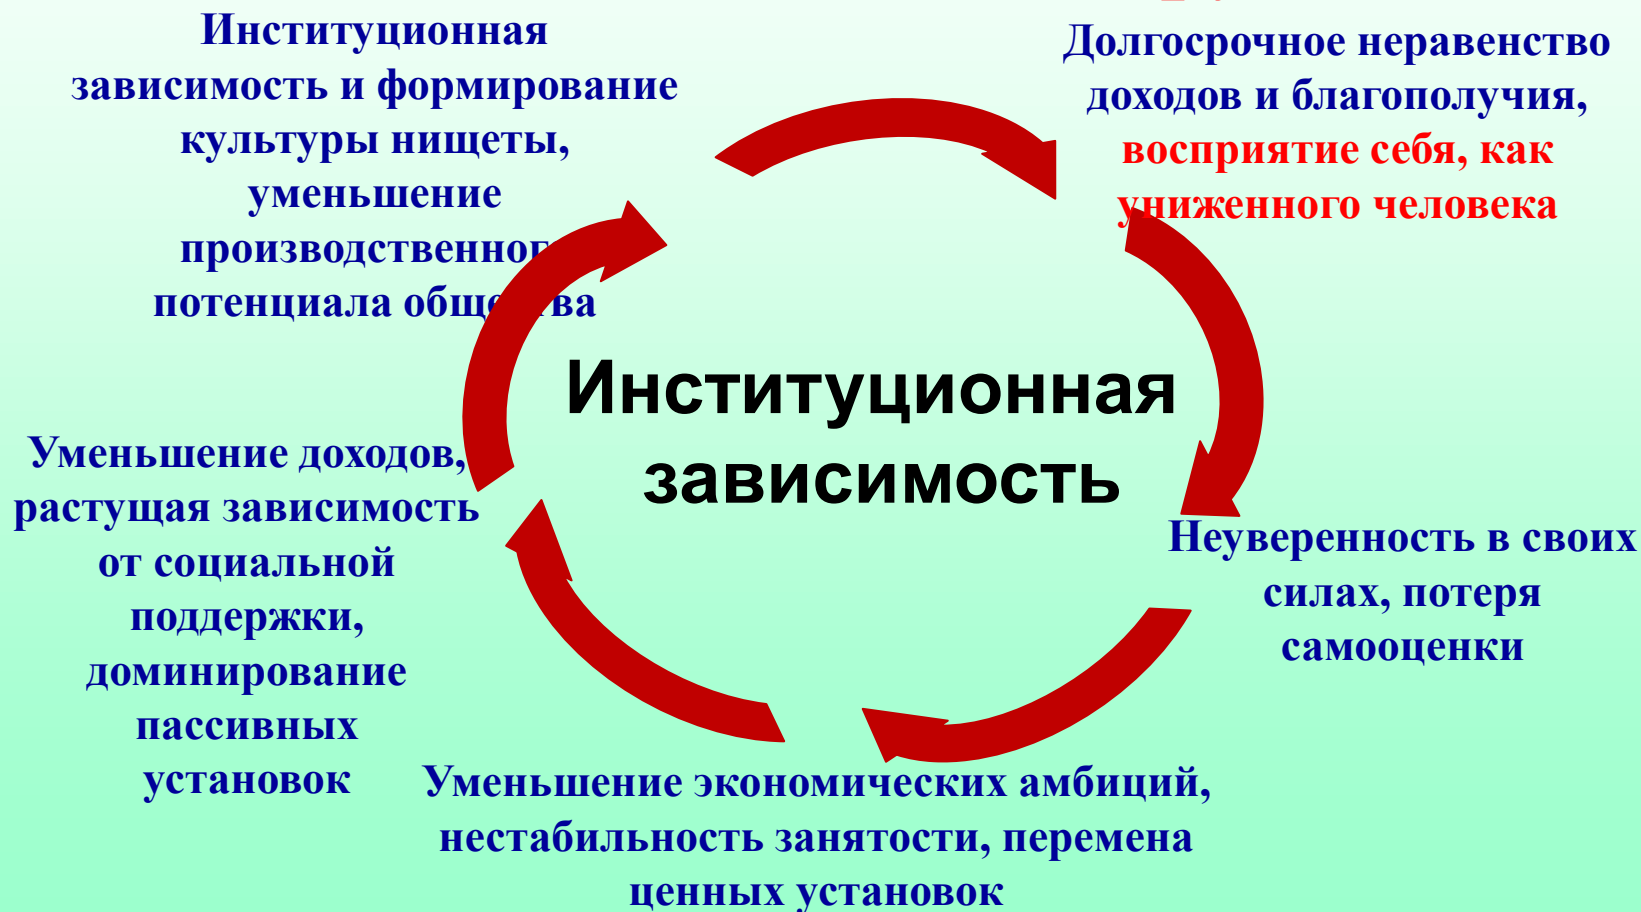 Институционная
зависимость и формирование
культуры нищеты,
уменьшение
производственного
потенциала общества
Долгосрочное неравенство
доходов и благополучия,
восприятие себя, как
униженного человека
Институционная
зависимость
Неуверенность в своих
силах, потеря
самооценки
Уменьшение доходов,
растущая зависимость
от социальной
поддержки,
доминирование
пассивных
установок
Уменьшение экономических амбиций,
нестабильность занятости, перемена
ценных установок